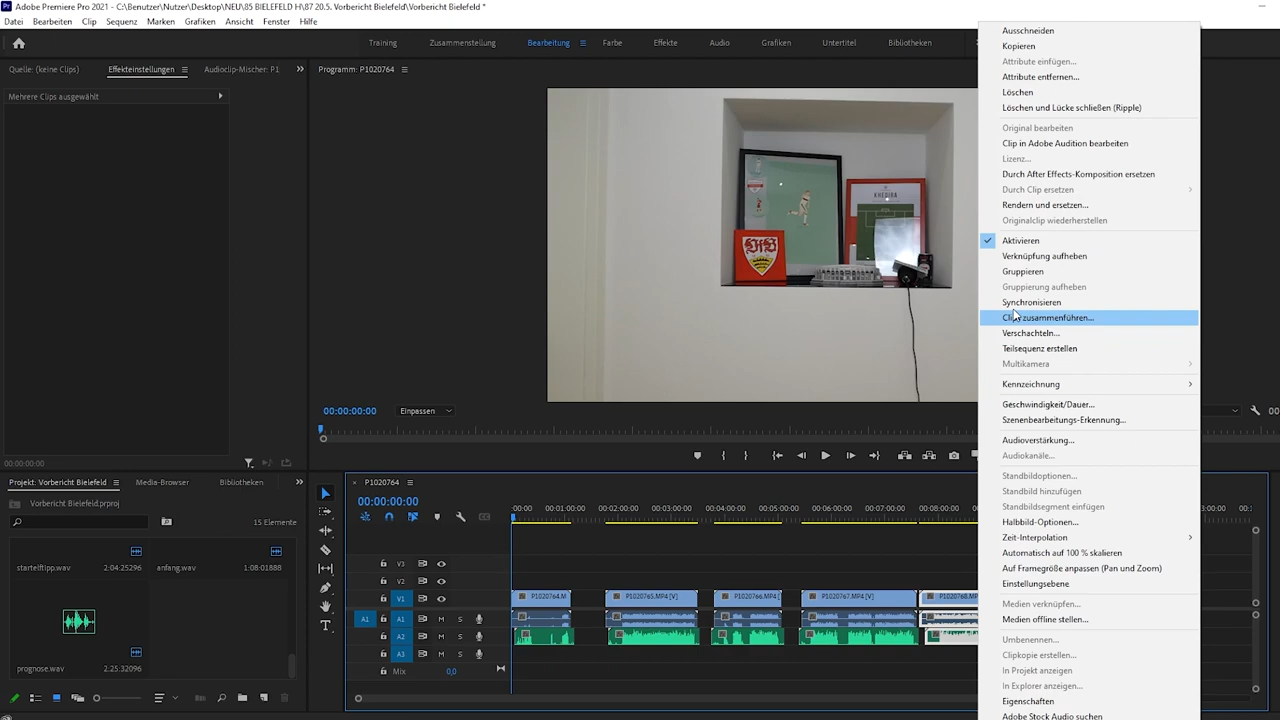 Adobe Premiere Pro 2021 - C:\Benutzer\Nutzer\Desktop\NEU\85 BIELEFELD H\87 20.5. Vorbericht Bielefeld\Vorbericht Bielefeld *
Datei Bearbeiten Clip Sequenz Marken Grafiken Ansicht Fenster Hilfe
Training Zusammenstellung Bearbeitung Farbe Effekte Audio Grafiken Untertitel Bibliotheken
Quelle: (keine Clips) Effekteinstellungen Audioclip-Mischer: P1 Programm: P1020764
Mehrere Clips ausgewählt
KHEDIRA
VfB
00:00:00:00 Einpassen
00:00:00:00
Projekt: Vorbericht Bielefeld Media-Browser Bibliotheken
Vorbericht Bielefeld.prproj
15 Elemente
startelftipp.wav 2:04:25296 anfang.wav 1:08:01888
prognose.wav 2:25:32096
P1020764
00:00:00:00
:00:00 00:01:00:00 00:02:00:00 00:03:00:00 00:04:00:00 00:05:00:00 00:06:00:00 00:07:00:00 00:08:00:00
V3
V2
V1 P1020764.M P1020765.MP4 [V] P1020766.MP4 [ P1020767.MP4 [V] P1020768.MP4
A1 A1 M S
A2 M S
A3 M S
Mix 0,0
Ausschneiden
Kopieren
Attribute einfügen...
Attribute entfernen...
Löschen
Löschen und Lücke schließen (Ripple)
Original bearbeiten
Clip in Adobe Audition bearbeiten
Lizenz...
Durch After Effects-Komposition ersetzen
Durch Clip ersetzen
Rendern und ersetzen...
Originalclip wiederherstellen
Aktivieren
Verknüpfung aufheben
Gruppieren
Gruppierung aufheben
Synchronisieren
Clips zusammenführen...
Verschachteln...
Teilsequenz erstellen
Multikamera
Kennzeichnung
Geschwindigkeit/Dauer...
Szenenbearbeitungs-Erkennung...
Audioverstärkung...
Audiokanäle...
Standbildoptionen...
Standbild hinzufügen
Standbildsegment einfügen
Halbbild-Optionen...
Zeit-Interpolation
Automatisch auf 100 % skalieren
Auf Framegröße anpassen (Pan und Zoom)
Einstellungsebene
Medien verknüpfen...
Medien offline stellen...
Umbenennen...
Clipkopie erstellen...
In Projekt anzeigen
In Explorer anzeigen...
Eigenschaften
Adobe Stock Audio suchen